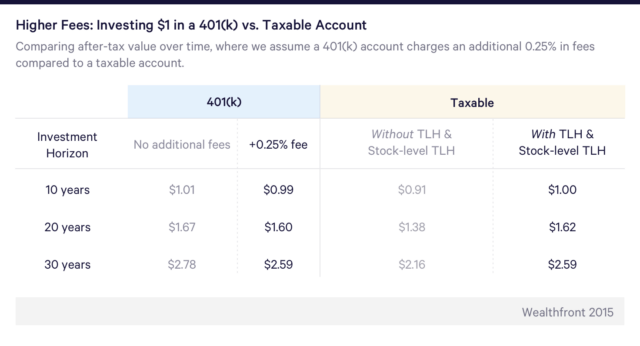 Higher Fees: Investing $1 in a 401(k) vs. Taxable Account
Comparing after-tax value over time, where we assume a 401(k) account charges an additional 0.25% in fees
compared to a taxable account.
401(k) Taxable
Investment Horizon No additional fees +0.25% fee Without TLH & Stock-level TLH With TLH & Stock-level TLH
10 years $1.01 $0.99 $0.91 $1.00
20 years $1.67 $1.60 $1.38 $1.62
30 years $2.78 $2.59 $2.16 $2.59
Wealthfront 2015